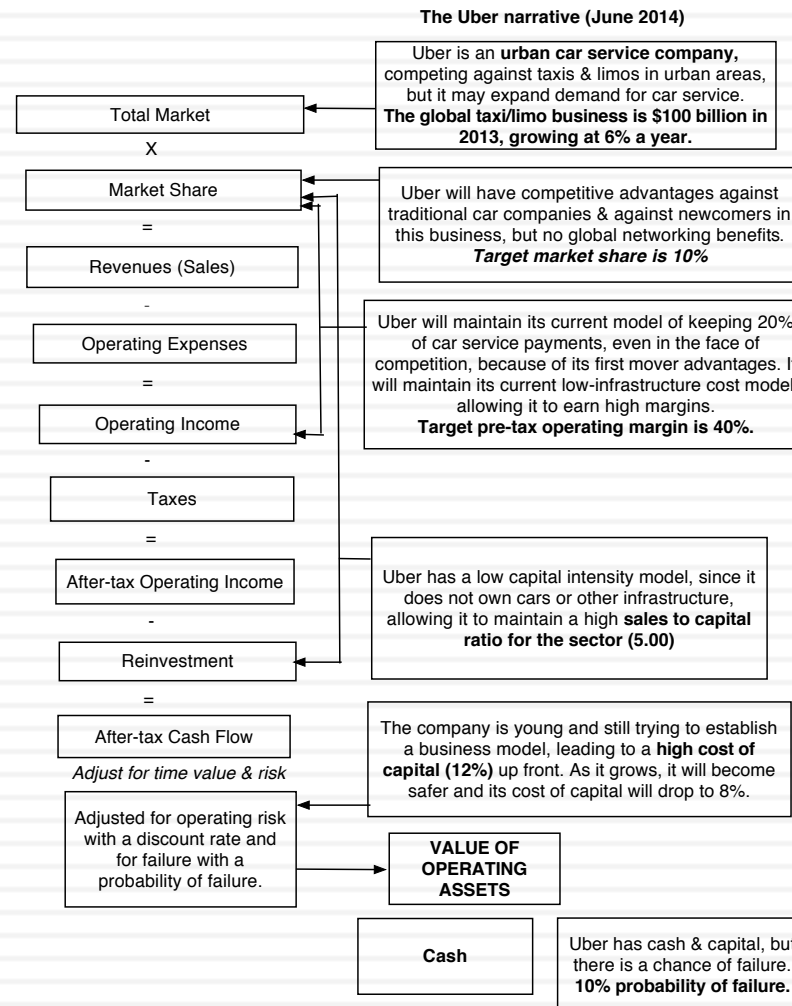 The Uber narrative (June 2014)
Uber is an urban car service company,
competing against taxis & limos in urban areas,
but it may expand demand for car service.
The global taxi/limo business is $100 billion in
2013, growing at 6% a year.
Total Market
X
Market Share
Uber will have competitive advantages against
traditional car companies & against newcomers in
this business, but no global networking benefits.
Target market share is 10%
=
Revenues (Sales)
-
Uber will maintain its current model of keeping 20%
of car service payments, even in the face of
competition, because of its first mover advantages.
will maintain its current low-infrastructure cost model
allowing it to earn high margins.
Target pre-tax operating margin is 40%.
Operating Expenses
=
Operating Income
-
Taxes
=
After-tax Operating Income
Uber has a low capital intensity model, since it
does not own cars or other infrastructure,
allowing it to maintain a high sales to capital
ratio for the sector (5.00)
-
Reinvestment
=
After-tax Cash Flow
The company is young and still trying to establish
a business model, leading to a high cost of
capital (12%) up front. As it grows, it will become
safer and its cost of capital will drop to 8%.
Adjust for time value & risk
Adjusted for operating risk
with a discount rate and
for failure with a
probability of failure.
VALUE OF
OPERATING
ASSETS
Cash
Uber has cash & capital, but
there is a chance of failure.
10% probability of failure.